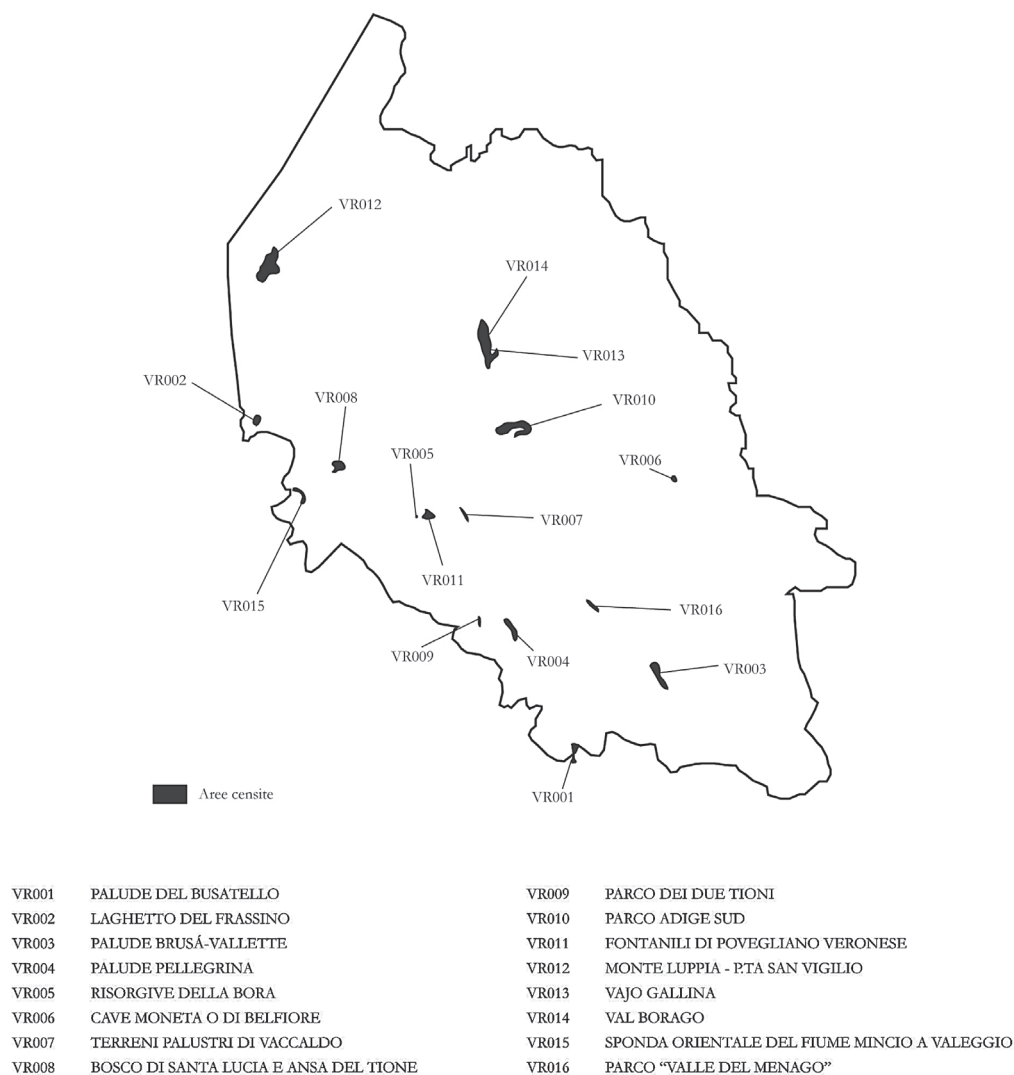 VR012
VR014
VR013
VR002
VR008
VR010
VR005
VR006
VR007
VR011
VR015
VR016
VR009
VR004
VR003
VR001
Aree censite
VR001 PALUDE DEL BUSATELLO
VR002 LAGHETTO DEL FRASSINO
VR003 PALUDE BRUSÁ-VALLETTE
VR004 PALUDE PELLEGRINA
VR005 RISORGIVE DELLA BORA
VR006 CAVE MONETA O DI BELFIORE
VR007 TERRENI PALUSTRI DI VACCALDO
VR008 BOSCO DI SANTA LUCIA E ANSA DEL TIONE
VR009 PARCO DEI DUE TIONI
VR010 PARCO ADIGE SUD
VR011 FONTANILI DI POVEGLIANO VERONESE
VR012 MONTE LUPPIA - P.TA SAN VIGILIO
VR013 VAJO GALLINA
VR014 VAL BORAGO
VR015 SPONDA ORIENTALE DEL FIUME MINCIO A VALEGGIO
VR016 PARCO “VALLE DEL MENAGO”